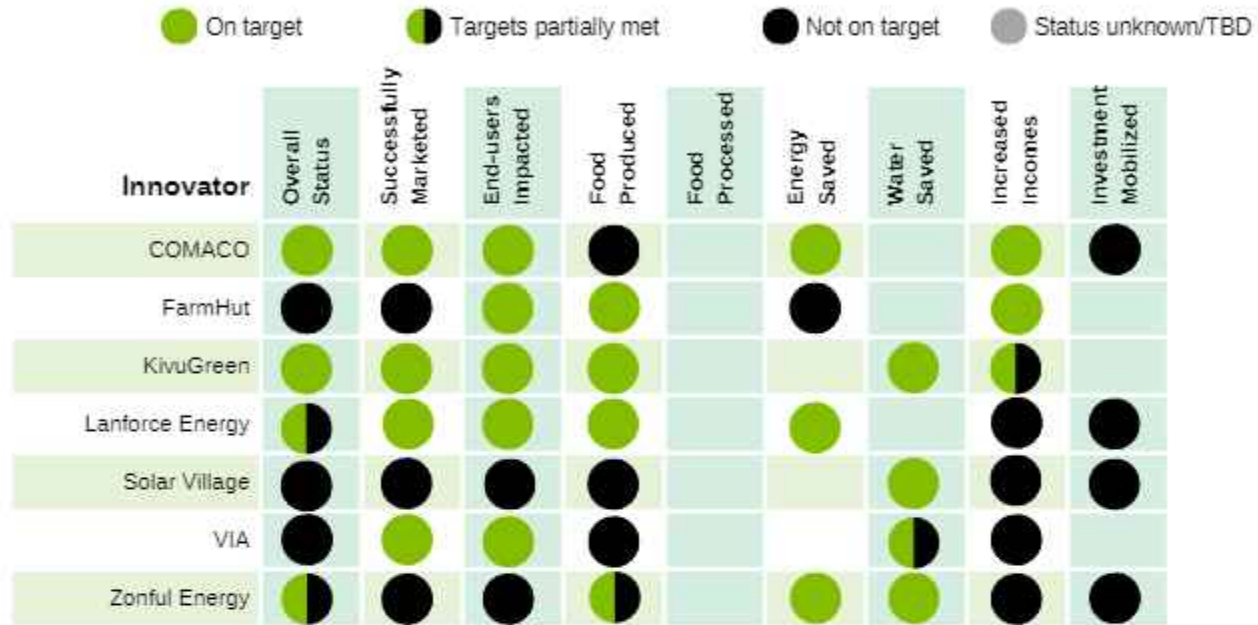 On target
Targets partially met
Not on target
Status unknown/TBD
Innovator
Overall
Status
Successfully
Marketed
End-users
Impacted
Food
Produced
Food
Processed
Energy
Saved
Water
Saved
Increased
Incomes
Investment
Mobilized
COMACO
FarmHut
KivuGreen
Lanforce Energy
Solar Village
VIA
Zonful Energy